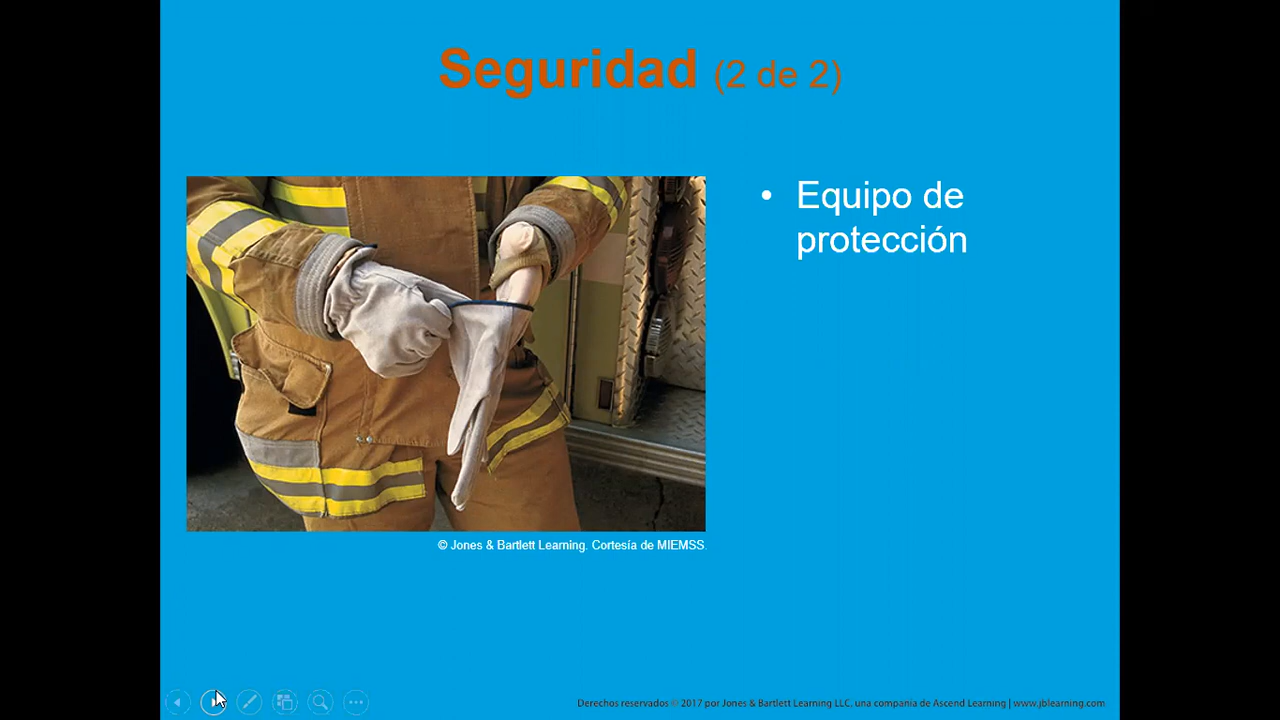 Seguridad (2 de 2)
• Equipo de
protección
© Jones & Bartlett Learning. Cortesía de MIEMSS.
Derechos reservados © 2017 por Jones & Bartlett Learning LLC. una compañía de Ascend Learning | www.jblearning.com